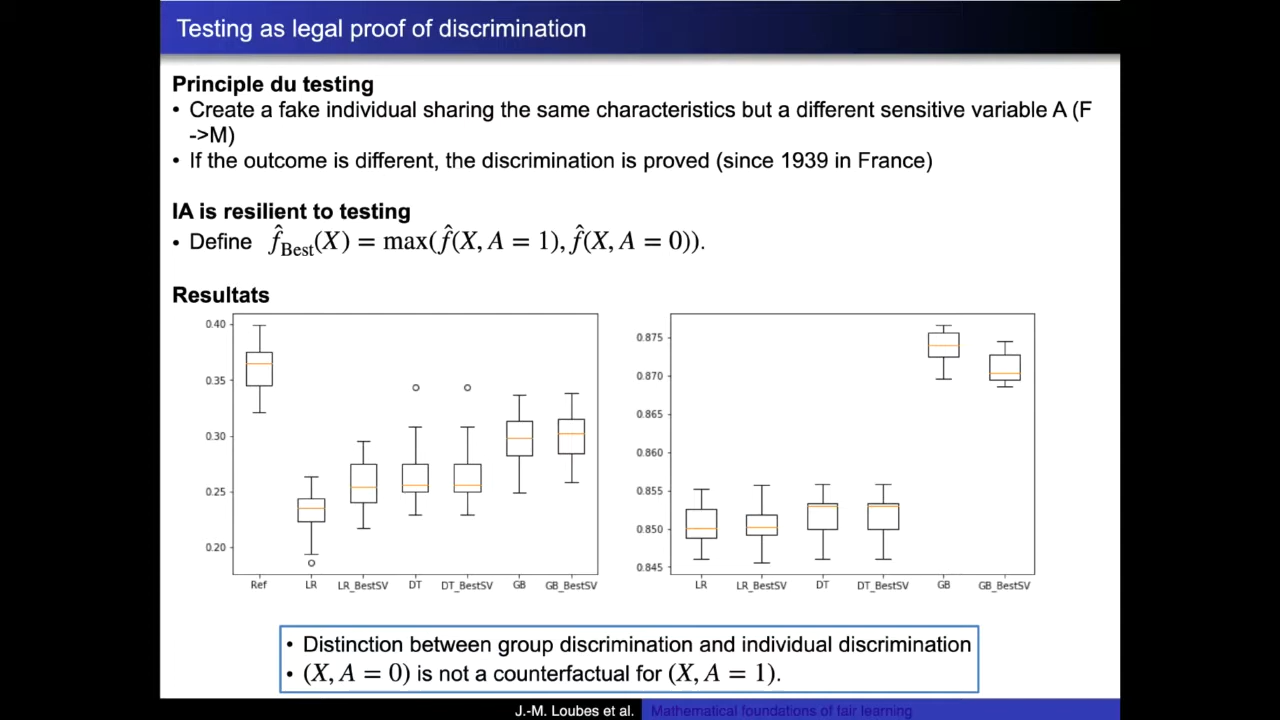 Testing as legal proof of discrimination
Principle du testing
• Create a fake individual sharing the same characteristics but a different sensitive variable A (F
->M)
• If the outcome is different, the discrimination is proved (since 1939 in France)
IA is resilient to testing
• Define f̂_Best(X) = max(f̂(X, A = 1), f̂(X, A = 0)).
Resultats
0.40
0.35
0.30
0.25
0.20
Ref LR LR_BestSV DT DT_BestSV GB GB_BestSV
0.875
0.870
0.865
0.860
0.855
0.850
0.845
LR LR_BestSV DT DT_BestSV GB GB_BestSV
• Distinction between group discrimination and individual discrimination
• (X, A = 0) is not a counterfactual for (X, A = 1).
J.-M. Loubes et al. Mathematical foundations of fair learning